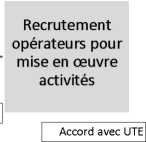 Recrutement
opérateurs pour
mise en œuvre
activités
Accord avec UTE